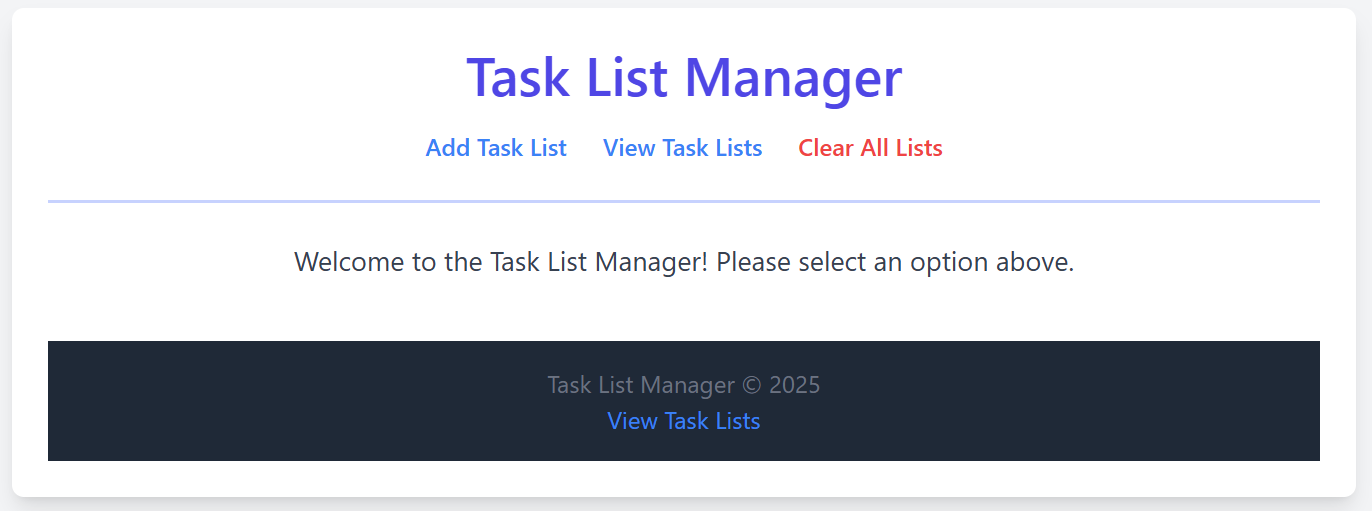 Task List Manager
Add Task List View Task Lists Clear All Lists
Welcome to the Task List Manager! Please select an option above.
Task List Manager © 2025
View Task Lists